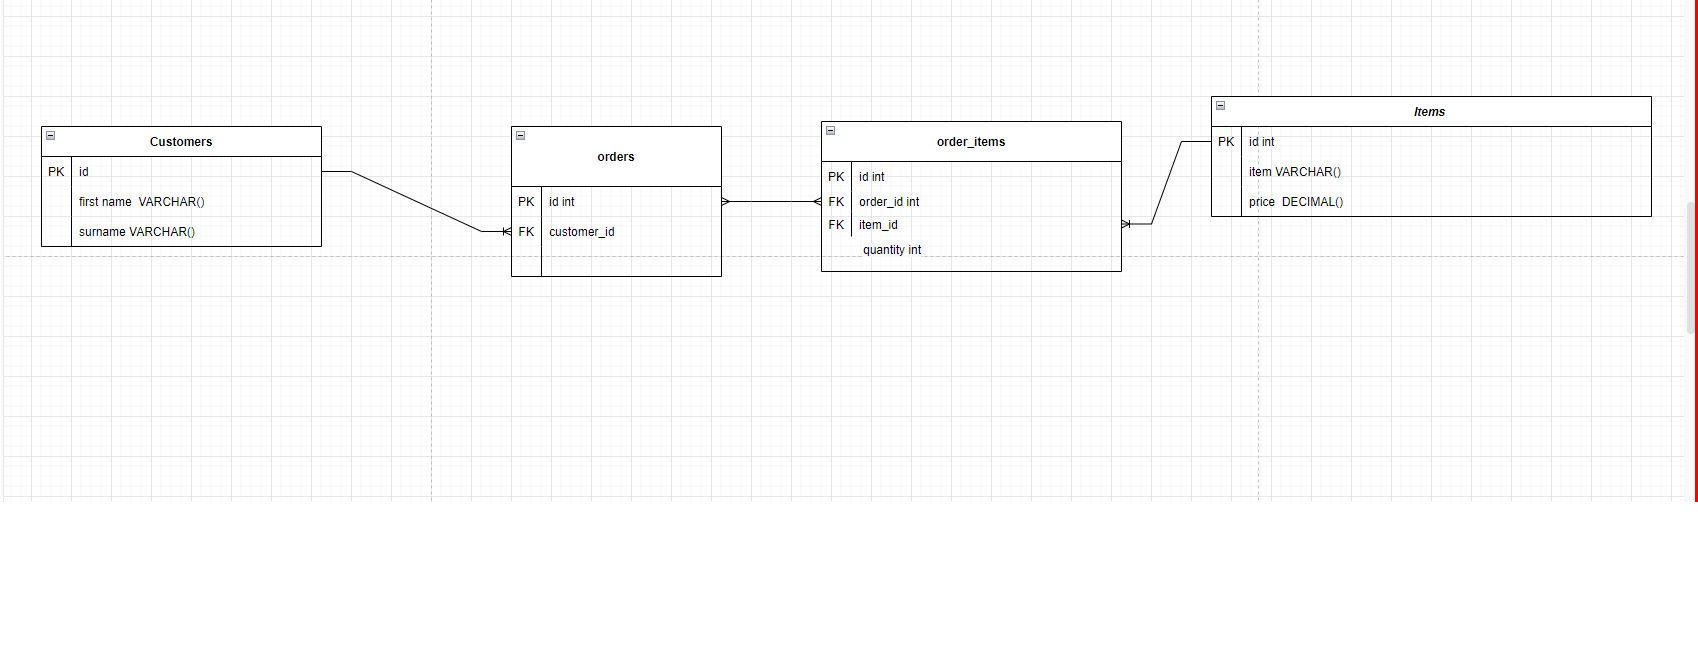 Customers
PK id
first name  VARCHAR()
surname VARCHAR()
orders
PK id int
FK customer_id
order_items
PK id int
FK order_id int
FK item_id
quantity int
Items
PK id int
item VARCHAR()
price  DECIMAL()